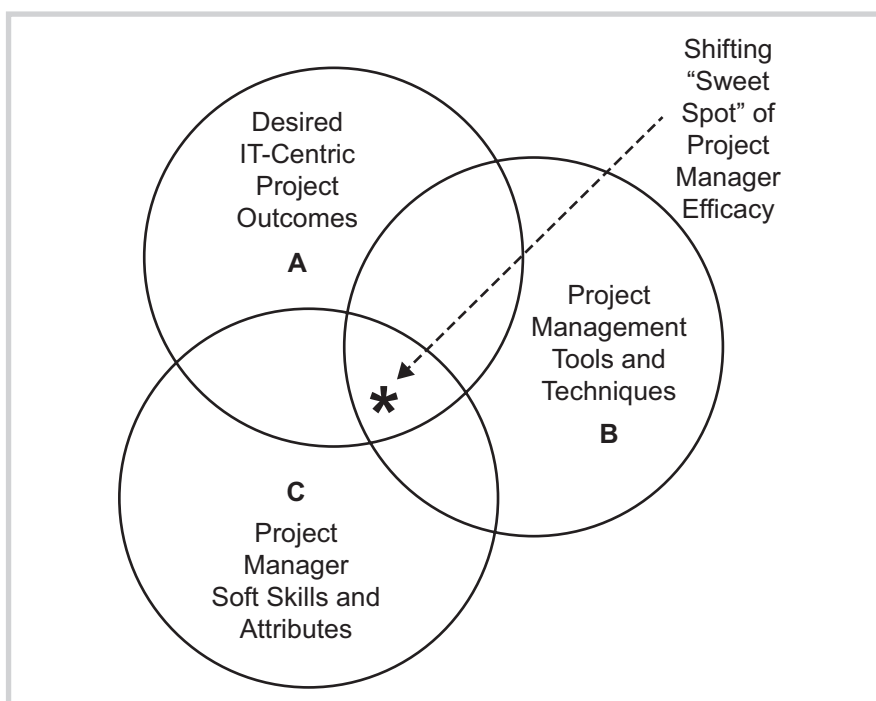 Shifting
“Sweet
Spot” of
Project
Manager
Efficacy
Desired
IT-Centric
Project
Outcomes
A
Project
Management
Tools and
Techniques
B
*
C
Project
Manager
Soft Skills and
Attributes